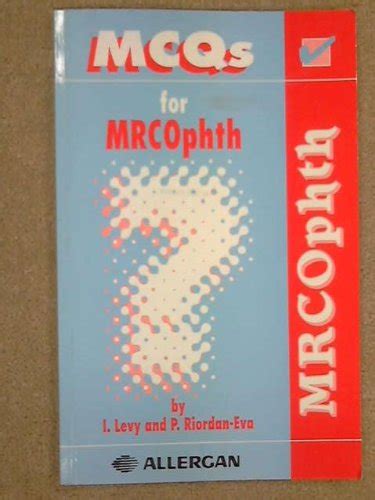 MCQs
for
MRCOphth
?
by
I. Levy and P. Riordan-Eva
ALLERGAN
MRCOphth